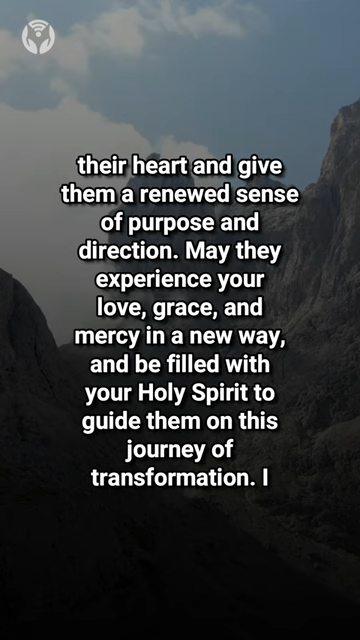 their heart and give
them a renewed sense
of purpose and
direction. May they
experience your
love, grace, and
mercy in a new way,
and be filled with
your Holy Spirit to
guide them on this
journey of
transformation. I